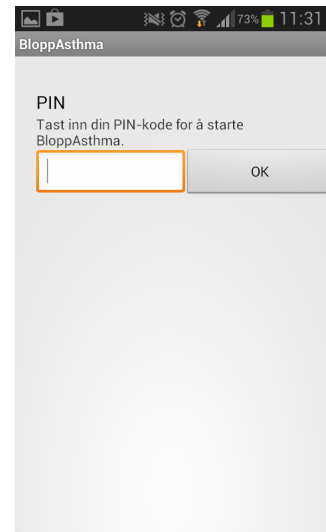 73% 11:31
BloppAsthma
PIN
Tast inn din PIN-kode for å starte
BloppAsthma.
OK